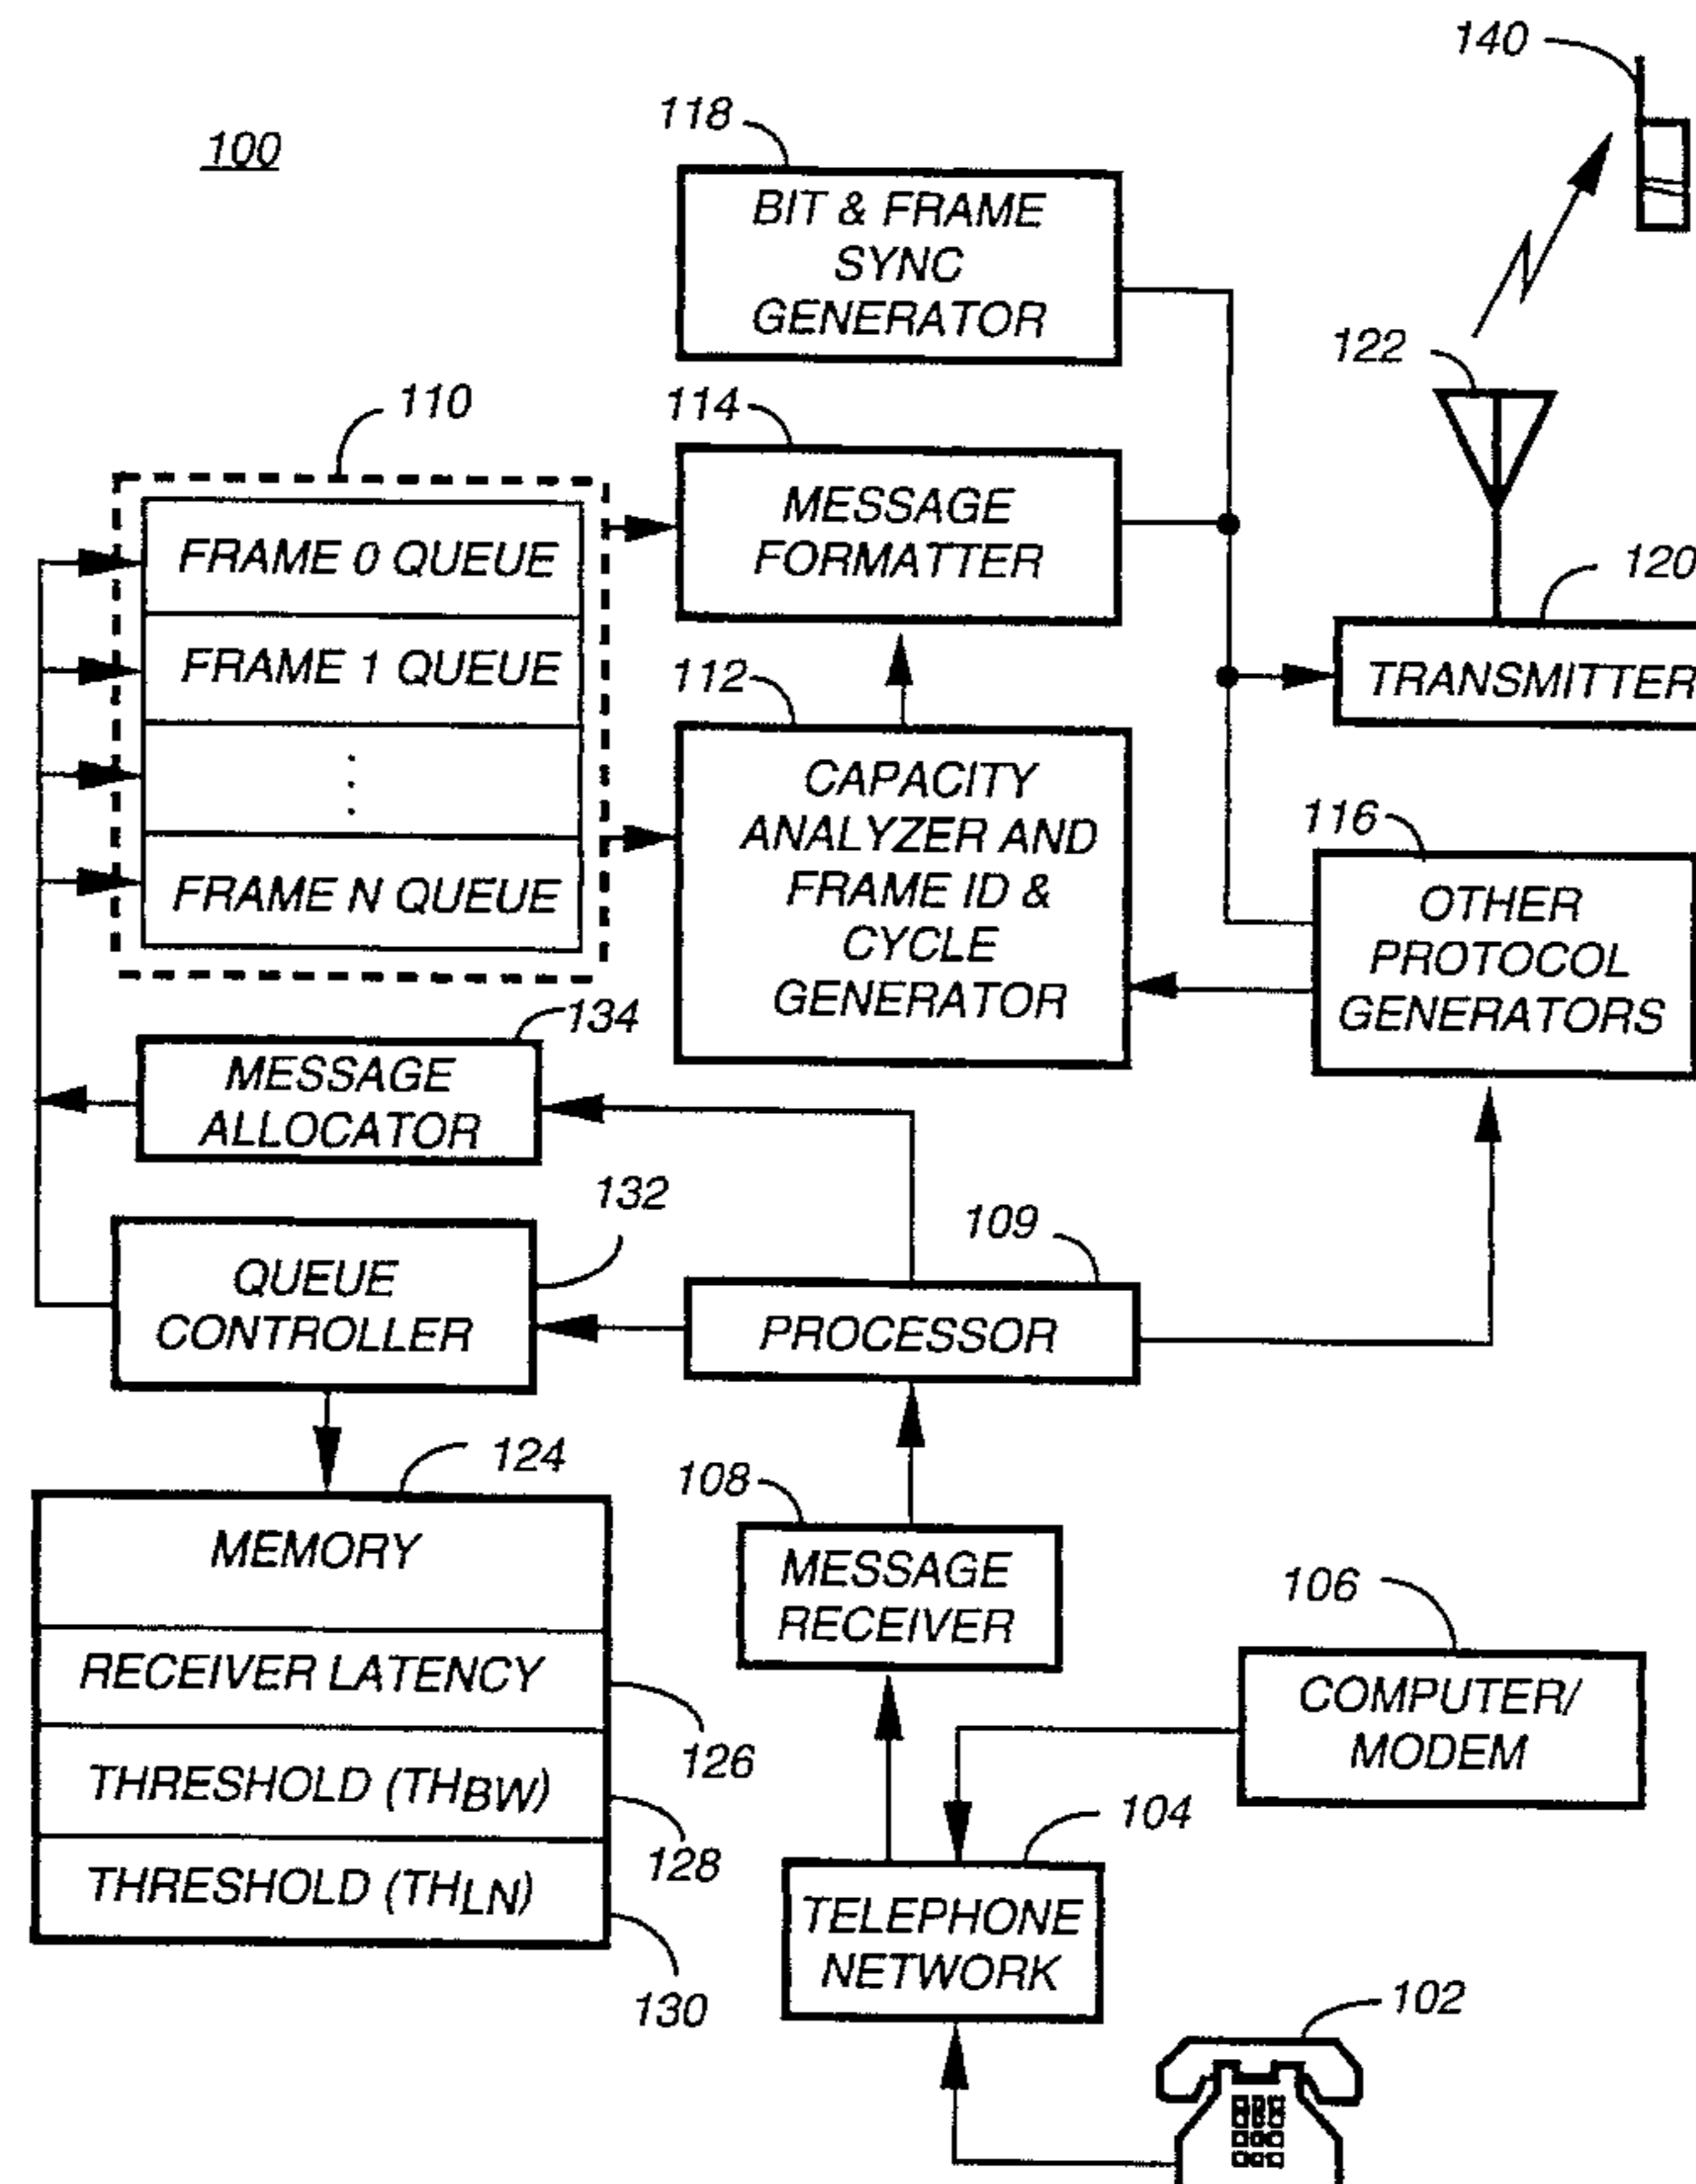 140
100
118
BIT & FRAME
SYNC
GENERATOR
122
110
114
MESSAGE
FORMATTER
FRAME 0 QUEUE
FRAME 1 QUEUE
⋮
FRAME N QUEUE
120
TRANSMITTER
112
CAPACITY
ANALYZER AND
FRAME ID &
CYCLE
GENERATOR
116
OTHER
PROTOCOL
GENERATORS
134
MESSAGE
ALLOCATOR
132
QUEUE
CONTROLLER
109
PROCESSOR
124
MEMORY
RECEIVER LATENCY
126
THRESHOLD (THBW)
128
THRESHOLD (THLN)
130
108
MESSAGE
RECEIVER
106
COMPUTER/
MODEM
104
TELEPHONE
NETWORK
102